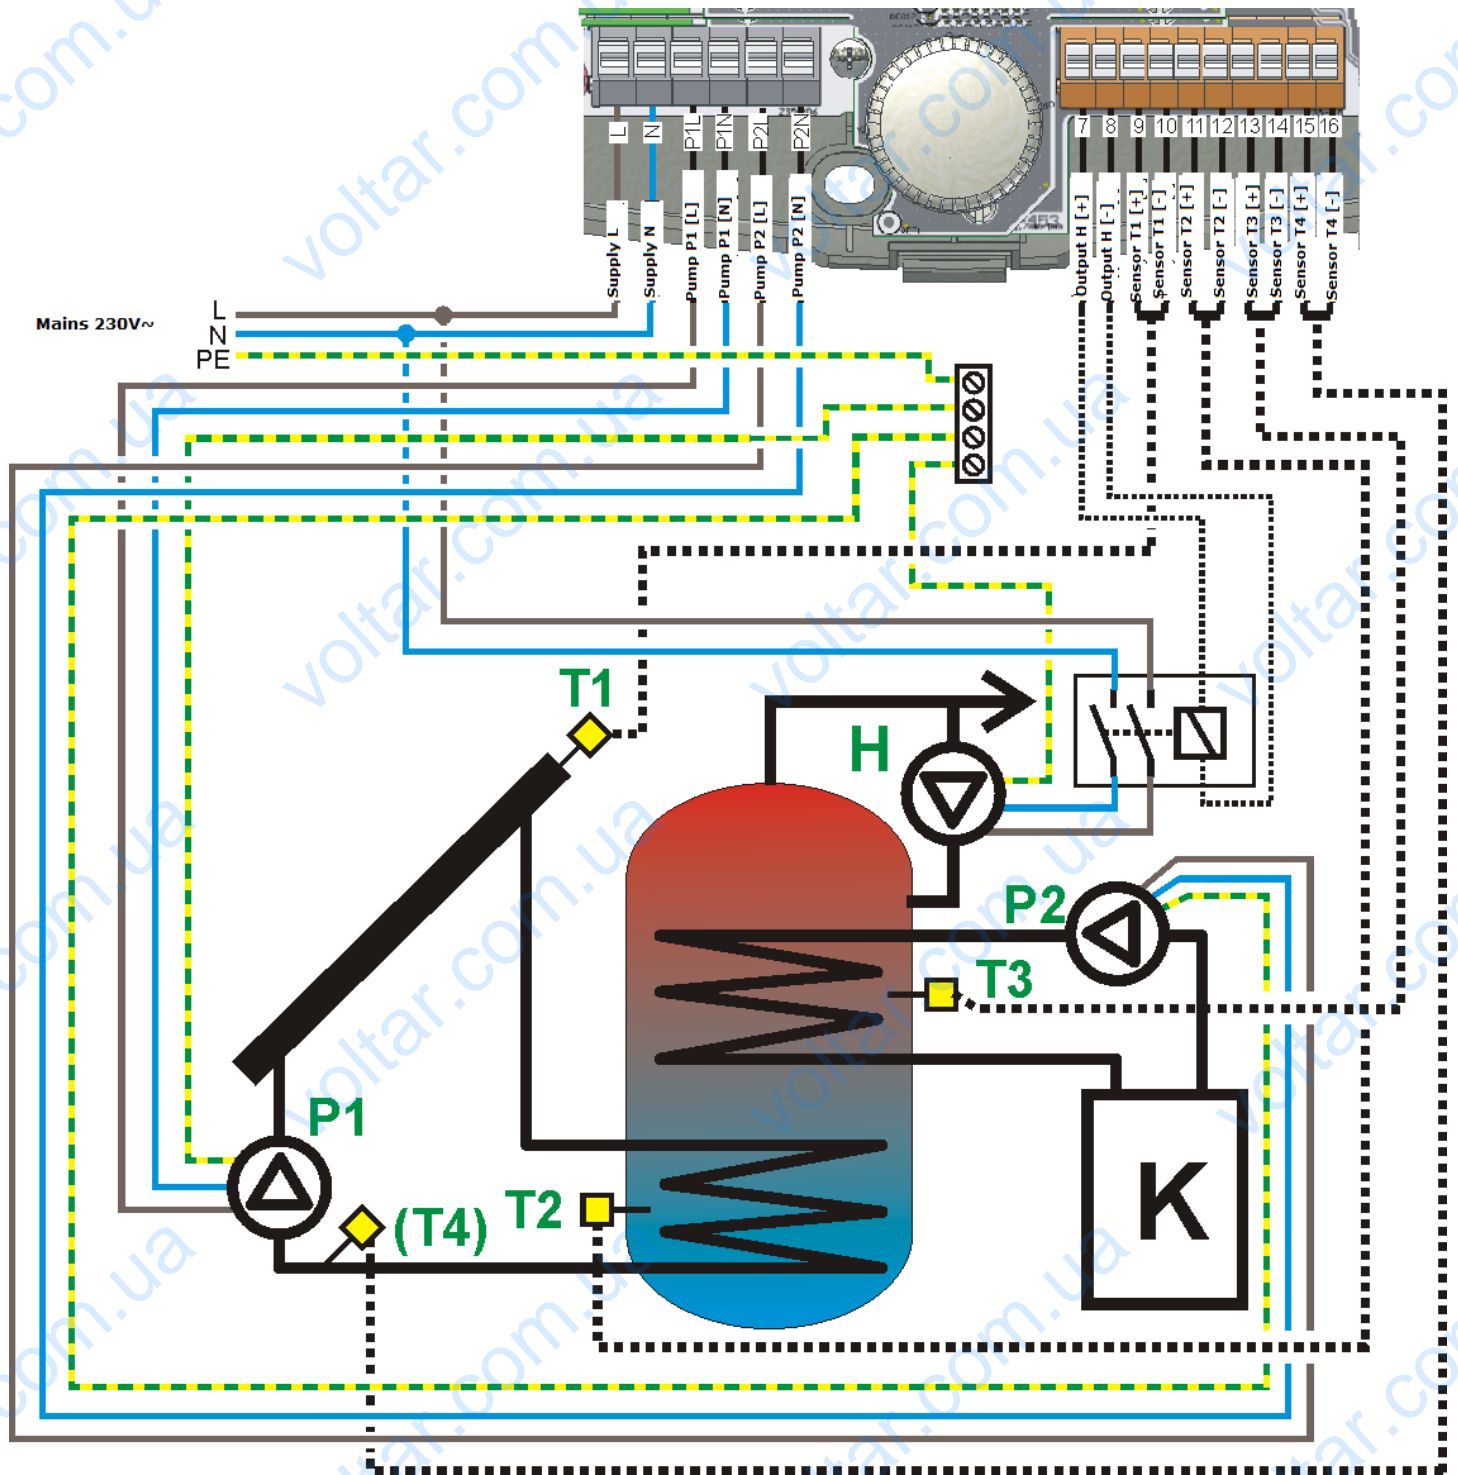 L N P1L P1N P2L P2N
7 8 9 10 11 12 13 14 15 16
Supply L
Supply N
Pump P1 [L]
Pump P1 [N]
Pump P2 [L]
Pump P2 [N]
Output H [+]
Output H [-]
Sensor T1 [+]
Sensor T1 [-]
Sensor T2 [+]
Sensor T2 [-]
Sensor T3 [+]
Sensor T3 [-]
Sensor T4 [+]
Sensor T4 [-]
Mains 230V~
L
N
PE
T1
H
P2
T3
P1
(T4)
T2
K
voltar.com.ua